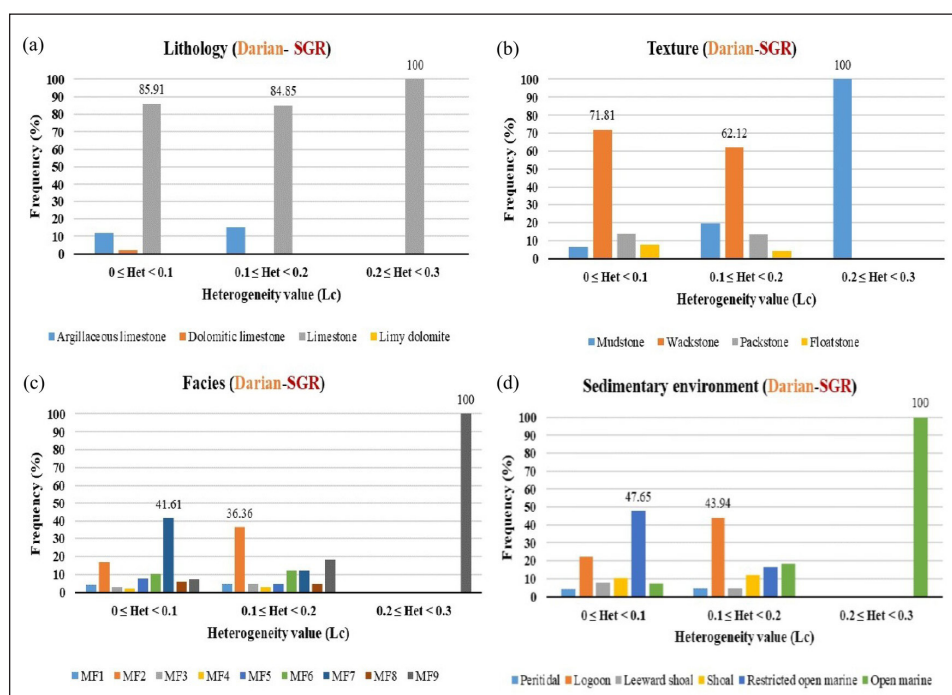 (a)
Lithology (Darian- SGR)
100
100
90
80
70
60
50
40
30
20
10
0
85.91
84.85
Frequency (%)
0 ≤ Het < 0.1
0.1 ≤ Het < 0.2
0.2 ≤ Het < 0.3
Heterogeneity value (Lc)
Argillaceous limestone Dolomitic limestone Limestone Limy dolomite
(b)
Texture (Darian-SGR)
100
100
90
80
70
60
50
40
30
20
10
0
71.81
62.12
Frequency (%)
0 ≤ Het < 0.1
0.1 ≤ Het < 0.2
0.2 ≤ Het < 0.3
Heterogeneity value (Lc)
Mudstone Wackstone Packstone Floatstone
(c)
Facies (Darian-SGR)
100
100
90
80
70
60
50
40
30
20
10
0
41.61
36.36
Frequency (%)
0 ≤ Het < 0.1
0.1 ≤ Het < 0.2
0.2 ≤ Het < 0.3
Heterogeneity value (Lc)
MF1 MF2 MF3 MF4 MF5 MF6 MF7 MF8 MF9
(d)
Sedimentary environment (Darian-SGR)
100
100
90
80
70
60
50
40
30
20
10
0
47.65
43.94
Frequency (%)
0 ≤ Het < 0.1
0.1 ≤ Het < 0.2
0.2 ≤ Het < 0.3
Heterogeneity value (Lc)
Peritidal Logoon Leeward shoal Shoal Restricted open marine Open marine